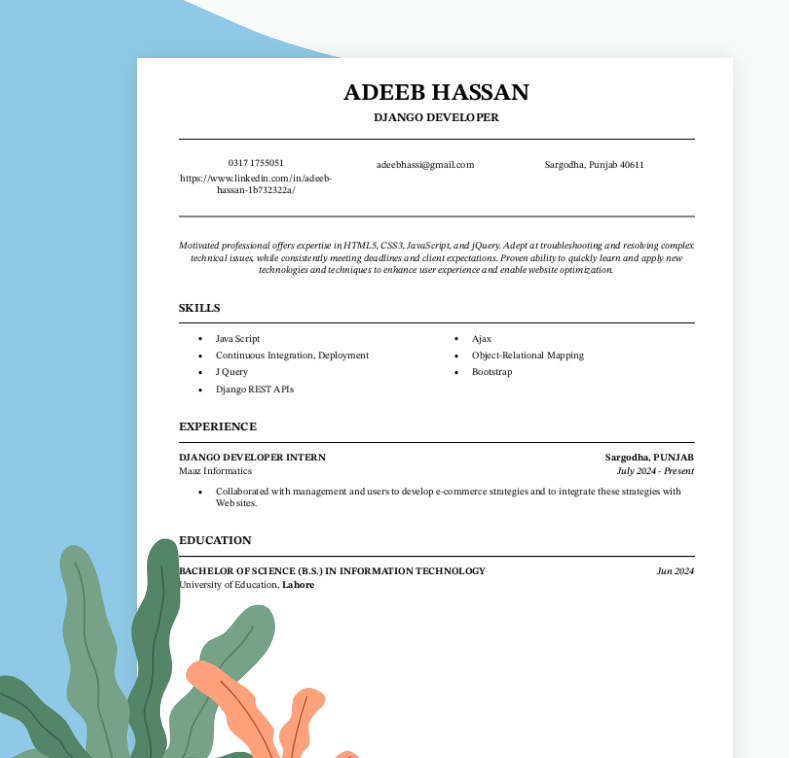 ADEEB HASSAN
DJANGO DEVELOPER
0317 1755051
https://www.linkedin.com/in/adeeb-
hassan-1b732322a/
adeebhassi@gmail.com
Sargodha, Punjab 40611
Motivated professional offers expertise in HTML5, CSS3, JavaScript, and jQuery. Adept at troubleshooting and resolving complex
technical issues, while consistently meeting deadlines and client expectations. Proven ability to quickly learn and apply new
technologies and techniques to enhance user experience and enable website optimization.
SKILLS
• Java Script
• Continuous Integration, Deployment
• J Query
• Django REST APIs
• Ajax
• Object-Relational Mapping
• Bootstrap
EXPERIENCE
DJANGO DEVELOPER INTERN Sargodha, PUNJAB
Maaz Informatics July 2024 - Present
• Collaborated with management and users to develop e-commerce strategies and to integrate these strategies with
Web sites.
EDUCATION
BACHELOR OF SCIENCE (B.S.) IN INFORMATION TECHNOLOGY Jun 2024
University of Education, Lahore